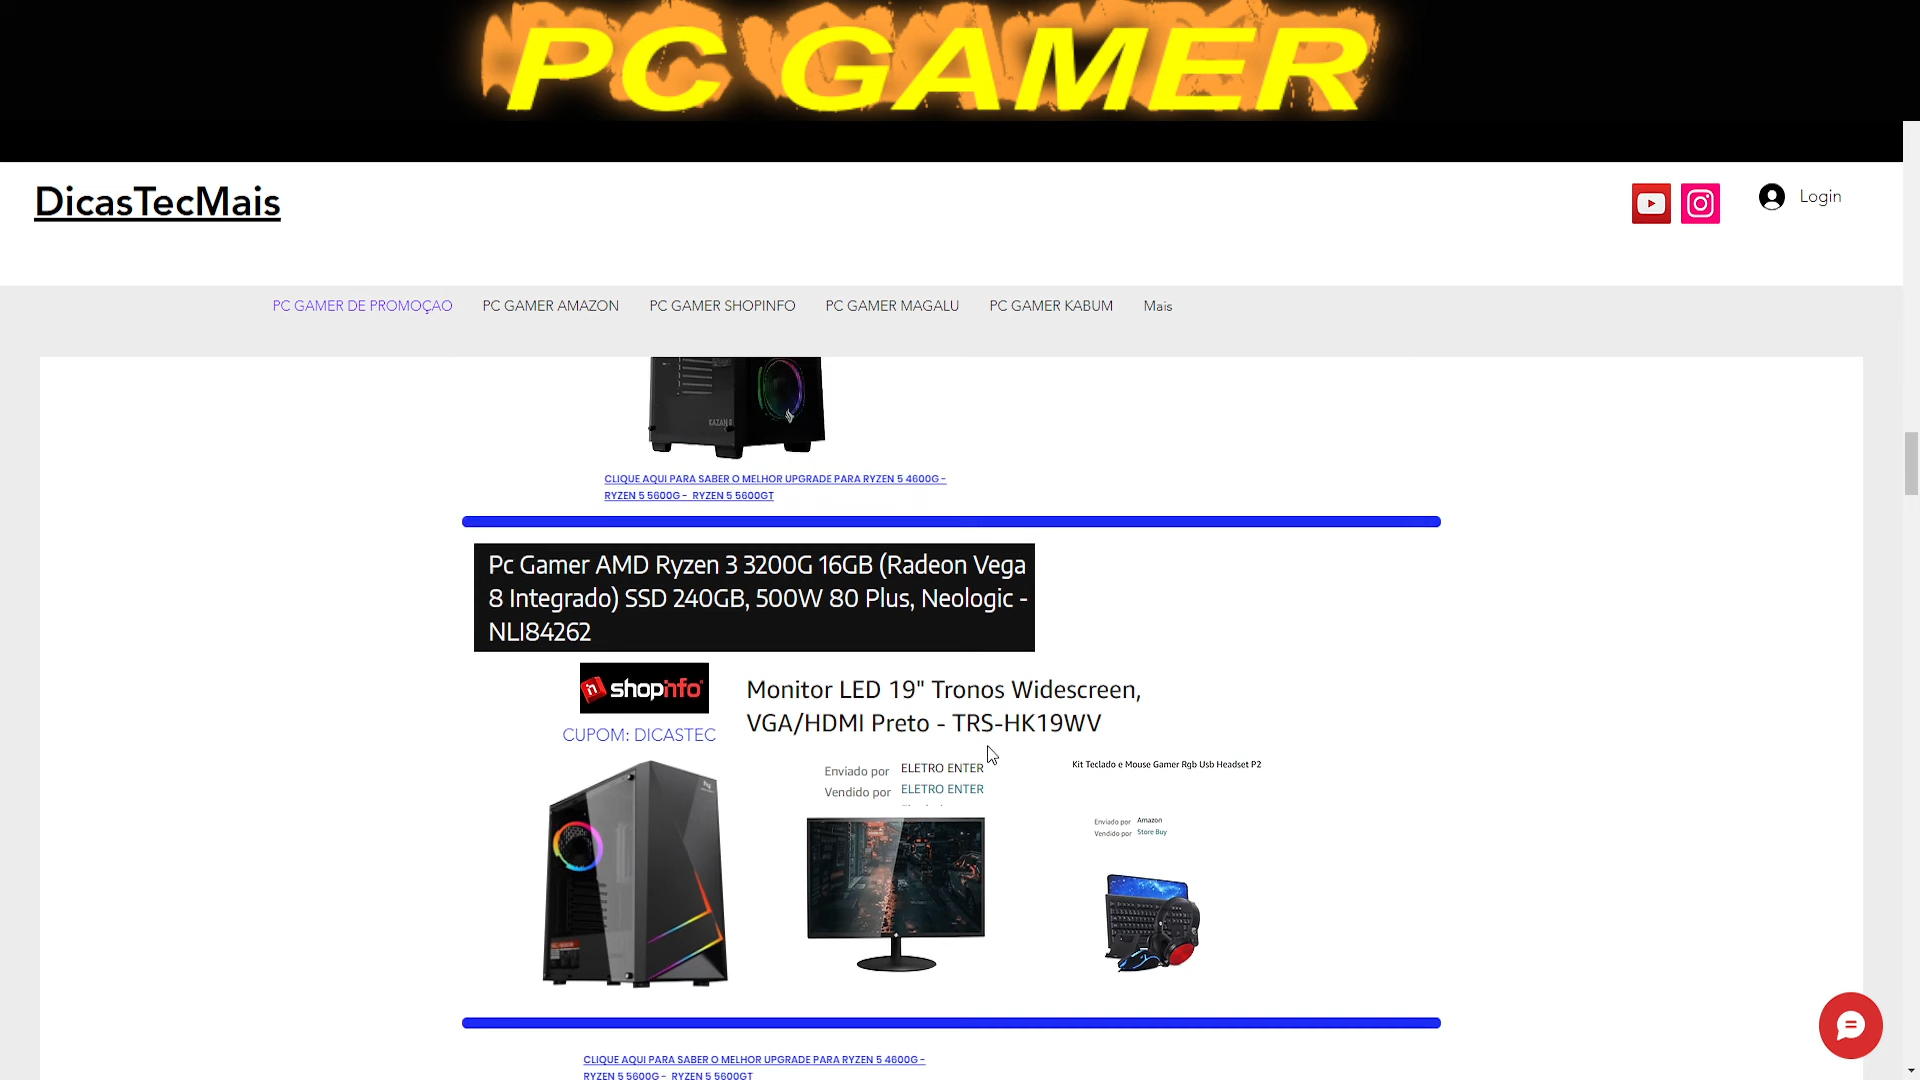 PC GAMER
DicasTecMais
Login
PC GAMER DE PROMOÇAO
PC GAMER AMAZON
PC GAMER SHOPINFO
PC GAMER MAGALU
PC GAMER KABUM
Mais
KAZAN
CLIQUE AQUI PARA SABER O MELHOR UPGRADE PARA RYZEN 5 4600G -
RYZEN 5 5600G - RYZEN 5 5600GT
Pc Gamer AMD Ryzen 3 3200G 16GB (Radeon Vega
8 Integrado) SSD 240GB, 500W 80 Plus, Neologic -
NLI84262
shopinfo
CUPOM: DICASTEC
Monitor LED 19" Tronos Widescreen,
VGA/HDMI Preto - TRS-HK19WV
Enviado por ELETRO ENTER
Vendido por ELETRO ENTER
Kit Teclado e Mouse Gamer Rgb Usb Headset P2
Enviado por Amazon
Vendido por Store Buy
CLIQUE AQUI PARA SABER O MELHOR UPGRADE PARA RYZEN 5 4600G -
RYZEN 5 5600G - RYZEN 5 5600GT